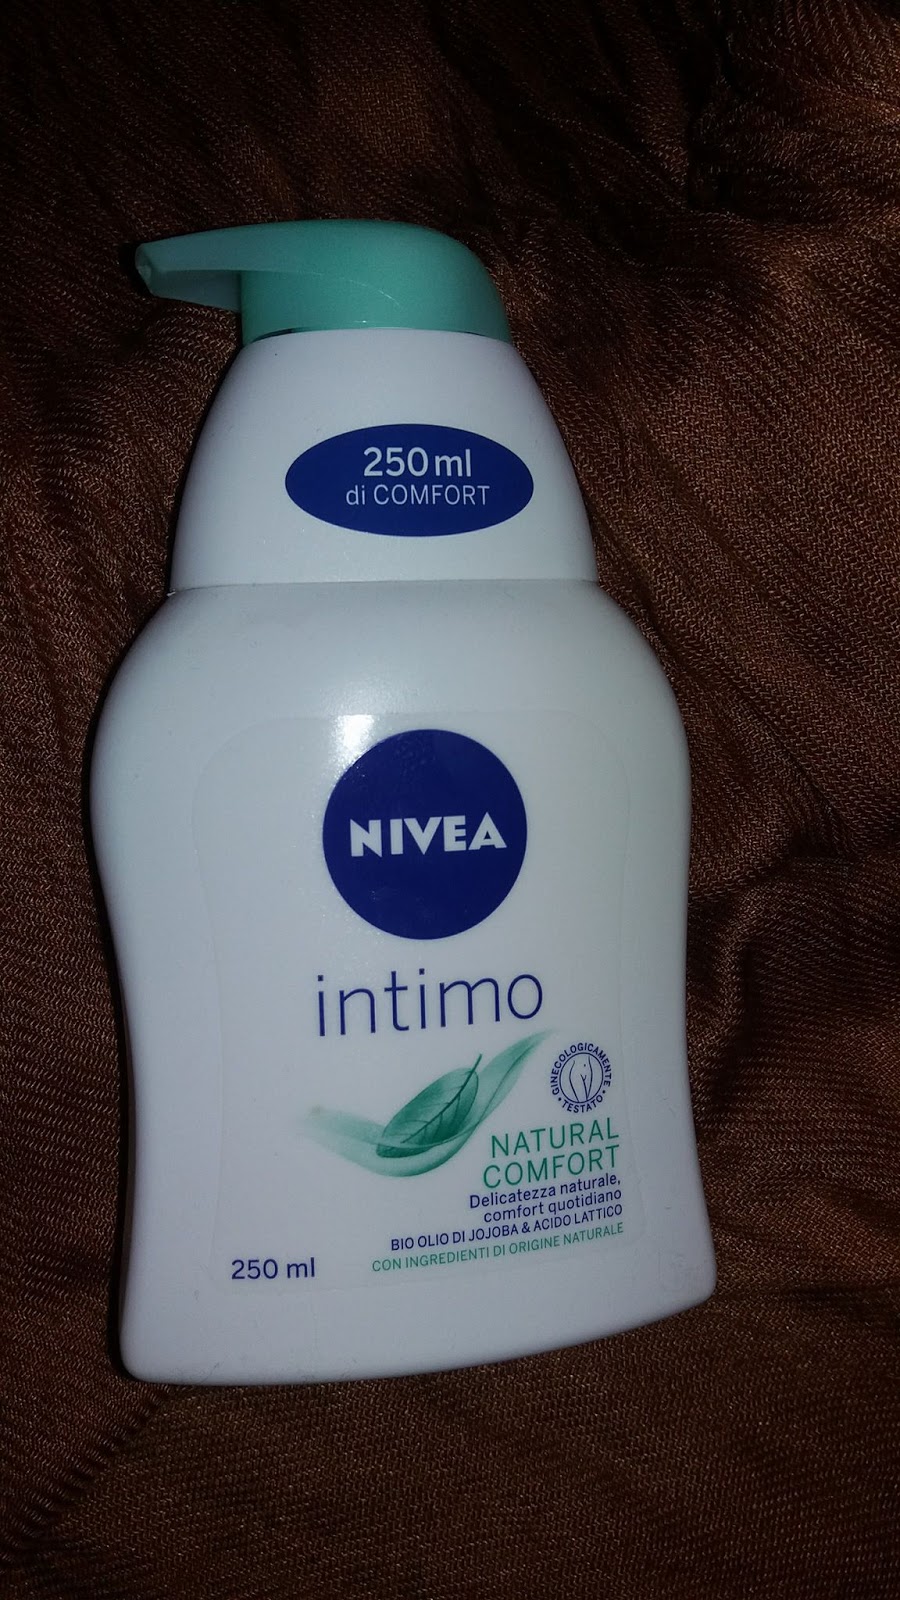 250 ml
di COMFORT
NIVEA
intimo
GINECOLOGICAMENTE
• TESTATO •
NATURAL
COMFORT
Delicatezza naturale,
comfort quotidiano
BIO OLIO DI JOJOBA & ACIDO LATTICO
CON INGREDIENTI DI ORIGINE NATURALE
250 ml